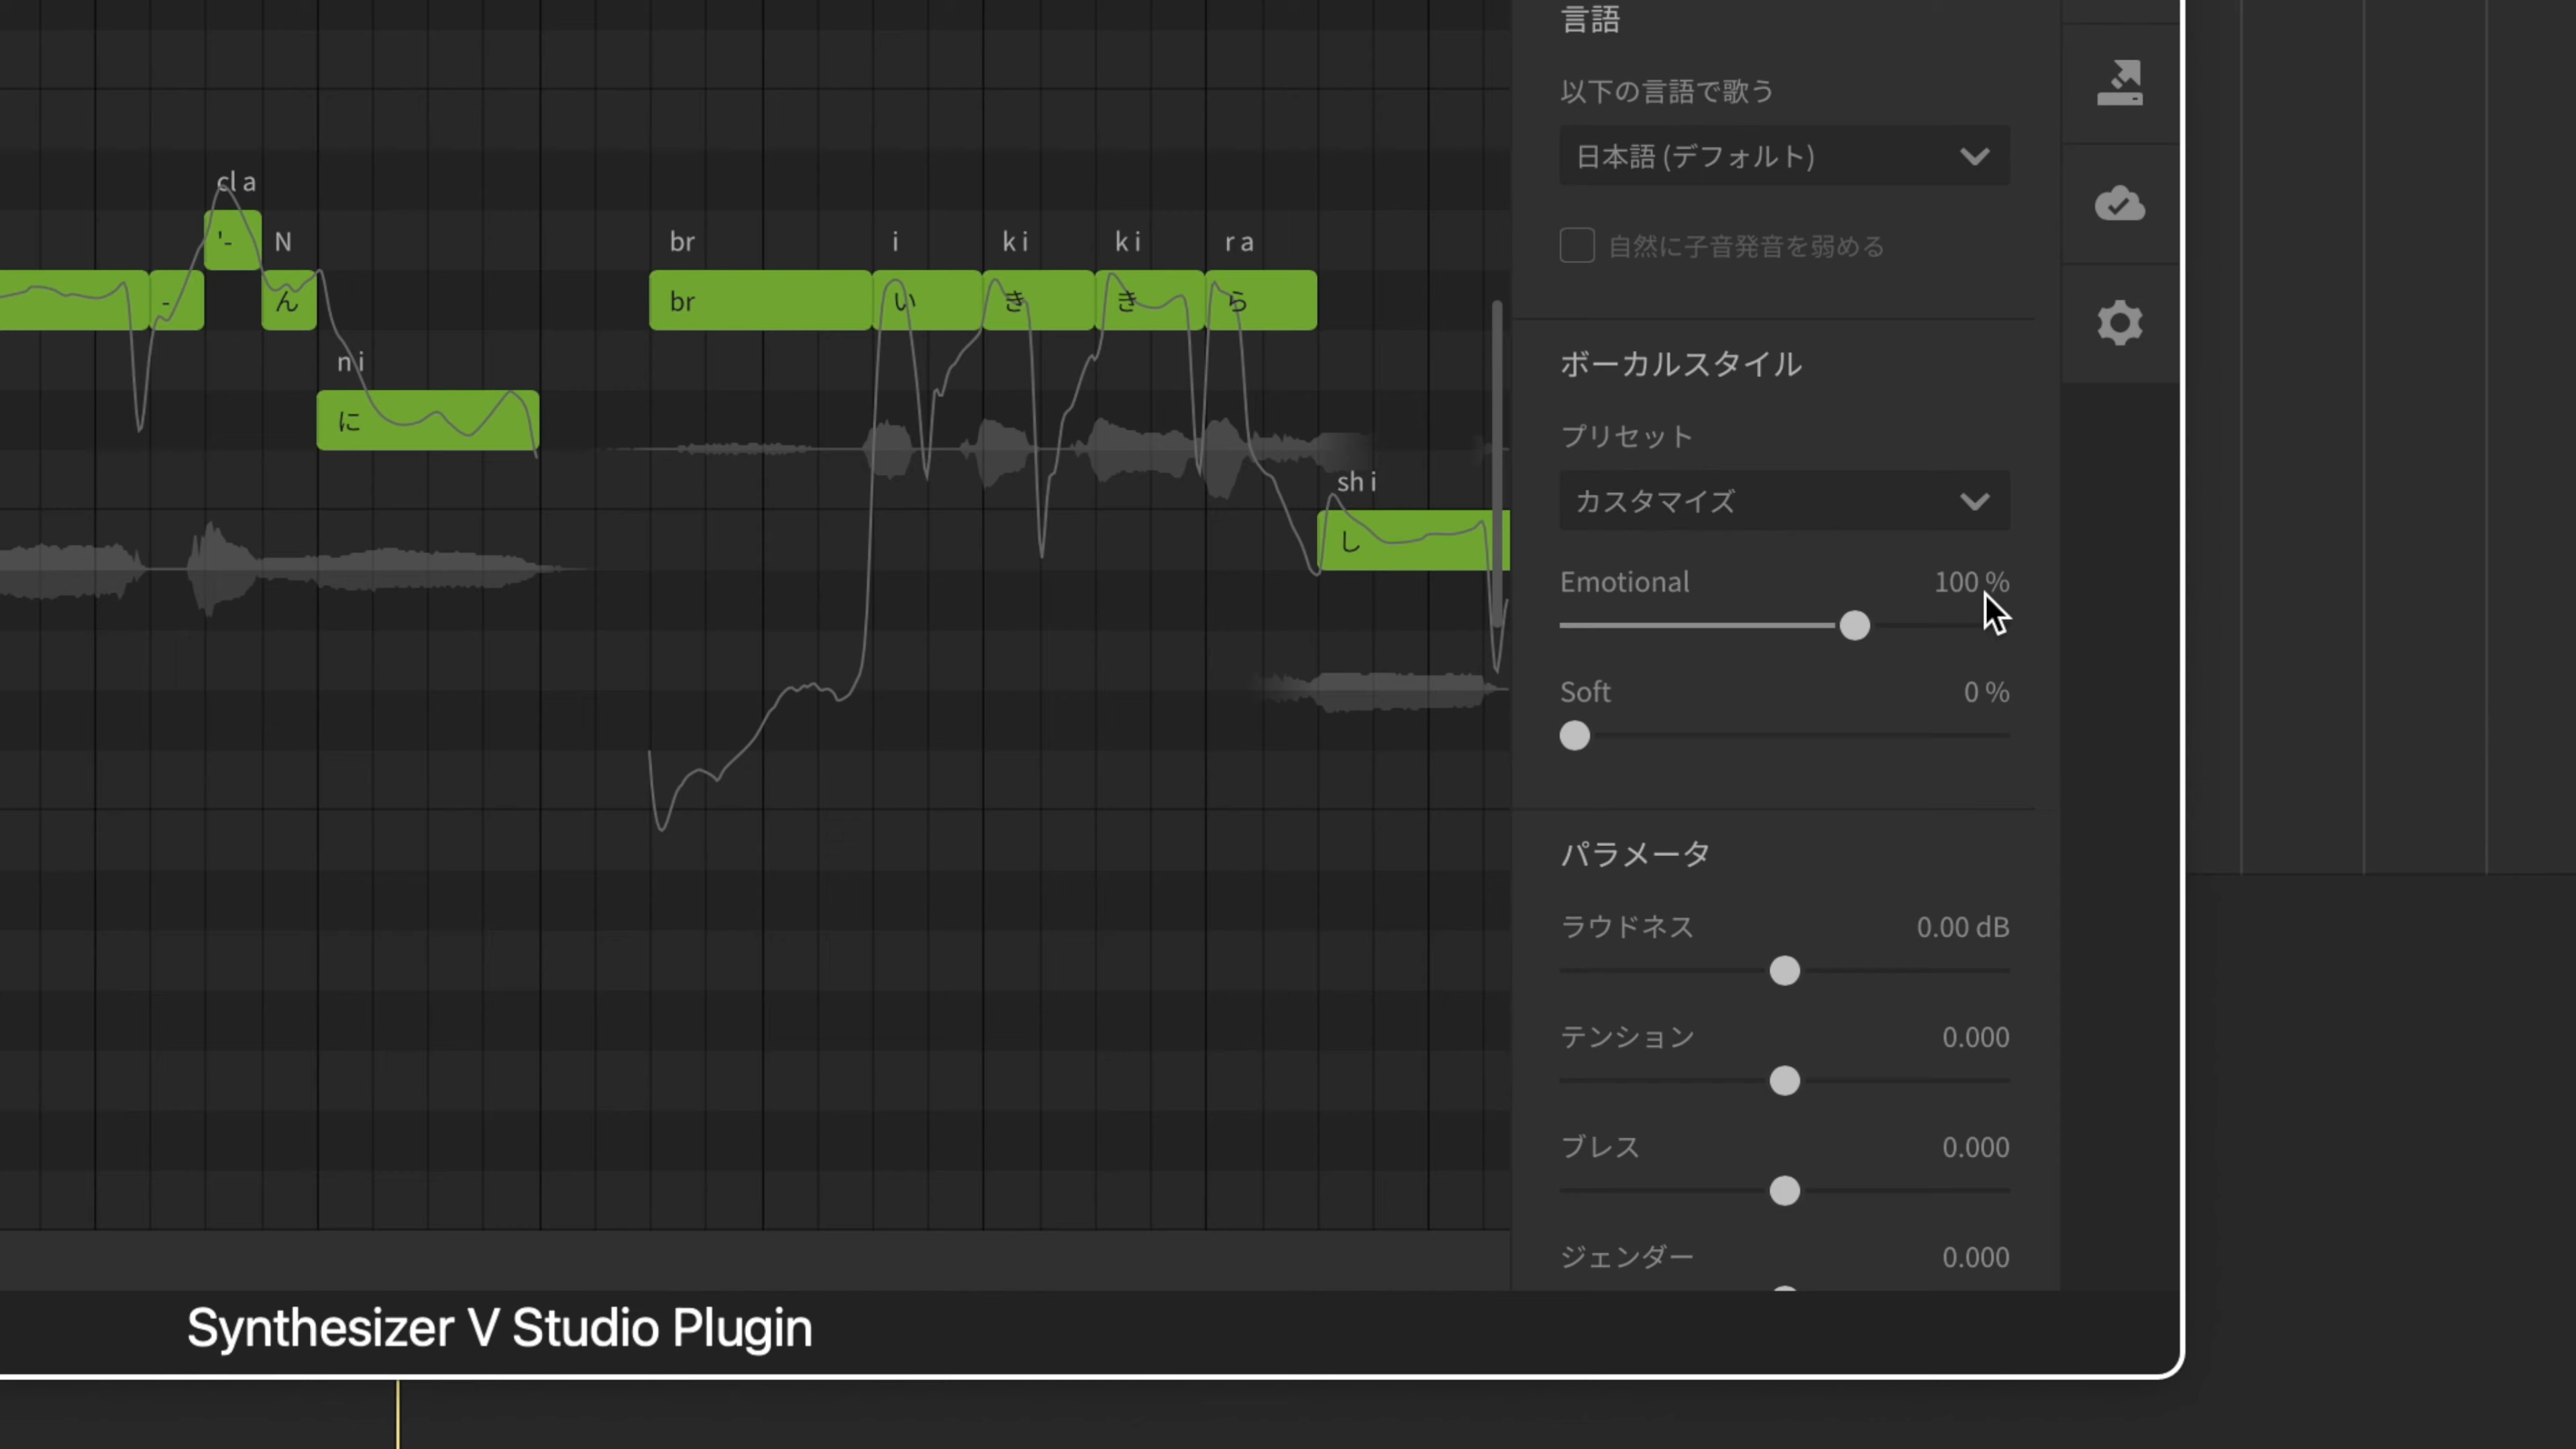 cl a
'-
N
-
ん
n i
に
br
i
k i
k i
r a
br
い
き
き
ら
sh i
し
言語
以下の言語で歌う
日本語 (デフォルト)
自然に子音発音を弱める
ボーカルスタイル
プリセット
カスタマイズ
Emotional 100 %
Soft 0 %
パラメータ
ラウドネス 0.00 dB
テンション 0.000
ブレス 0.000
ジェンダー 0.000
Synthesizer V Studio Plugin